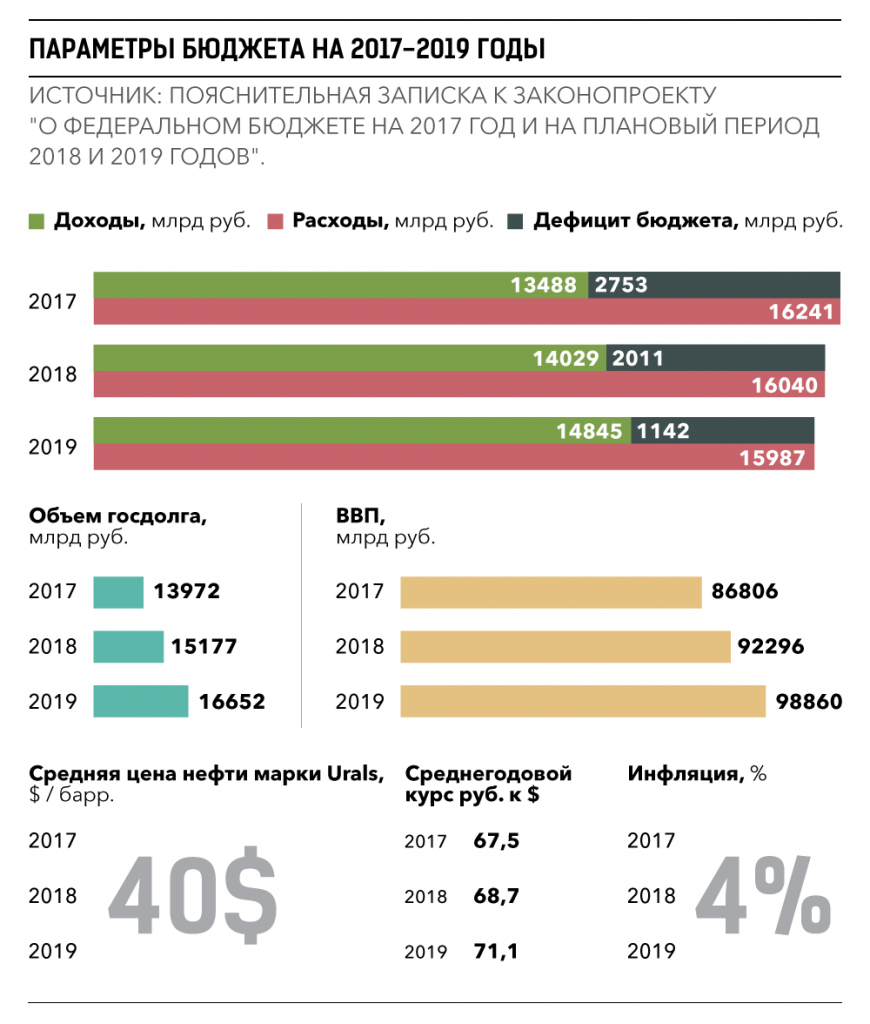 ПАРАМЕТРЫ БЮДЖЕТА НА 2017–2019 ГОДЫ
ИСТОЧНИК: ПОЯСНИТЕЛЬНАЯ ЗАПИСКА К ЗАКОНОПРОЕКТУ
"О ФЕДЕРАЛЬНОМ БЮДЖЕТЕ НА 2017 ГОД И НА ПЛАНОВЫЙ ПЕРИОД
2018 И 2019 ГОДОВ".
Доходы, млрд руб. Расходы, млрд руб. Дефицит бюджета, млрд руб.
2017
13488 2753
16241
2018
14029 2011
16040
2019
14845 1142
15987
Объем госдолга,
млрд руб.
2017 13972
2018 15177
2019 16652
ВВП,
млрд руб.
2017 86806
2018 92296
2019 98860
Средняя цена нефти марки Urals,
$ / барр.
2017
2018
2019
40$
Среднегодовой
курс руб. к $
2017 67,5
2018 68,7
2019 71,1
Инфляция, %
2017
2018
2019
4%